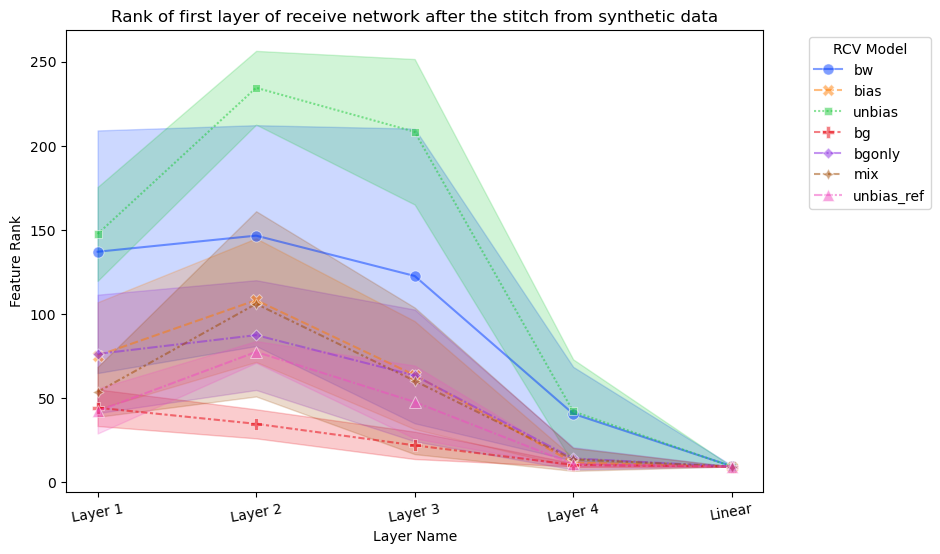 Rank of first layer of receive network after the stitch from synthetic data
RCV Model
bw
bias
unbias
bg
bgonly
mix
unbias_ref
Feature Rank
250
200
150
100
50
0
Layer 1
Layer 2
Layer 3
Layer 4
Linear
Layer Name